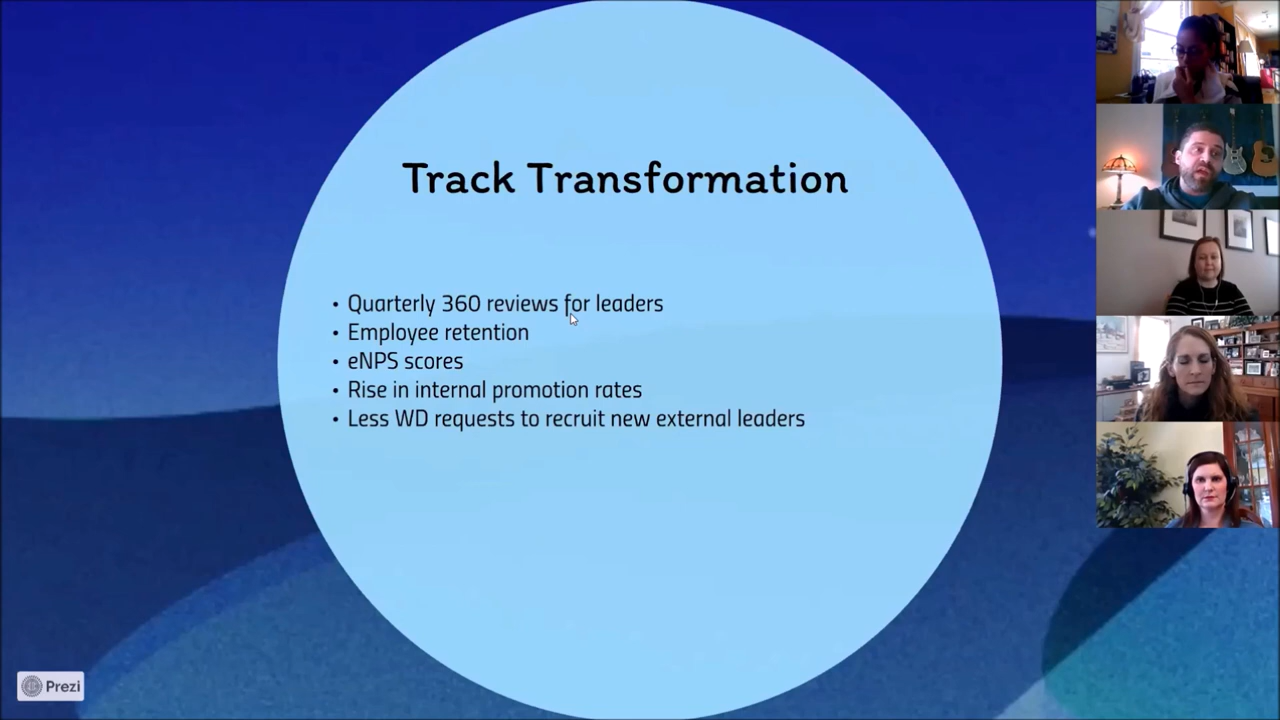 Track Transformation
• Quarterly 360 reviews for leaders
• Employee retention
• eNPS scores
• Rise in internal promotion rates
• Less WD requests to recruit new external leaders
Prezi